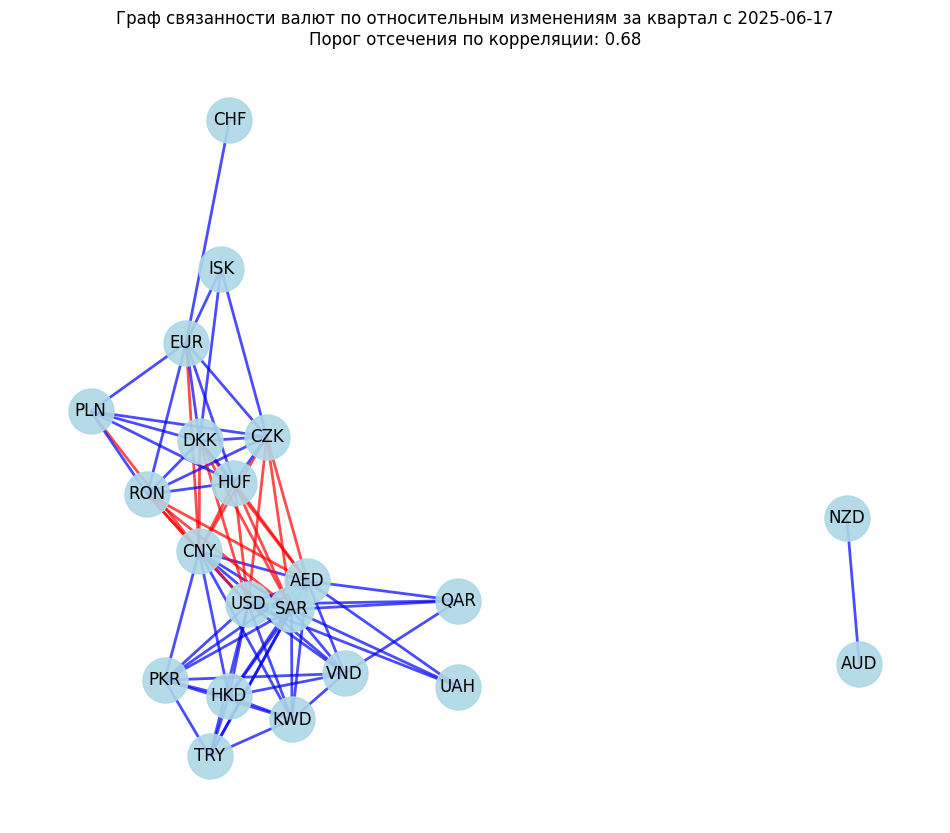 Граф связанности валют по относительным изменениям за квартал с 2025-06-17
Порог отсечения по корреляции: 0.68
CHF
ISK
EUR
PLN
DKK
CZK
HUF
RON
NZD
CNY
AED
USD
SAR
QAR
AUD
VND
PKR
UAH
HKD
KWD
TRY